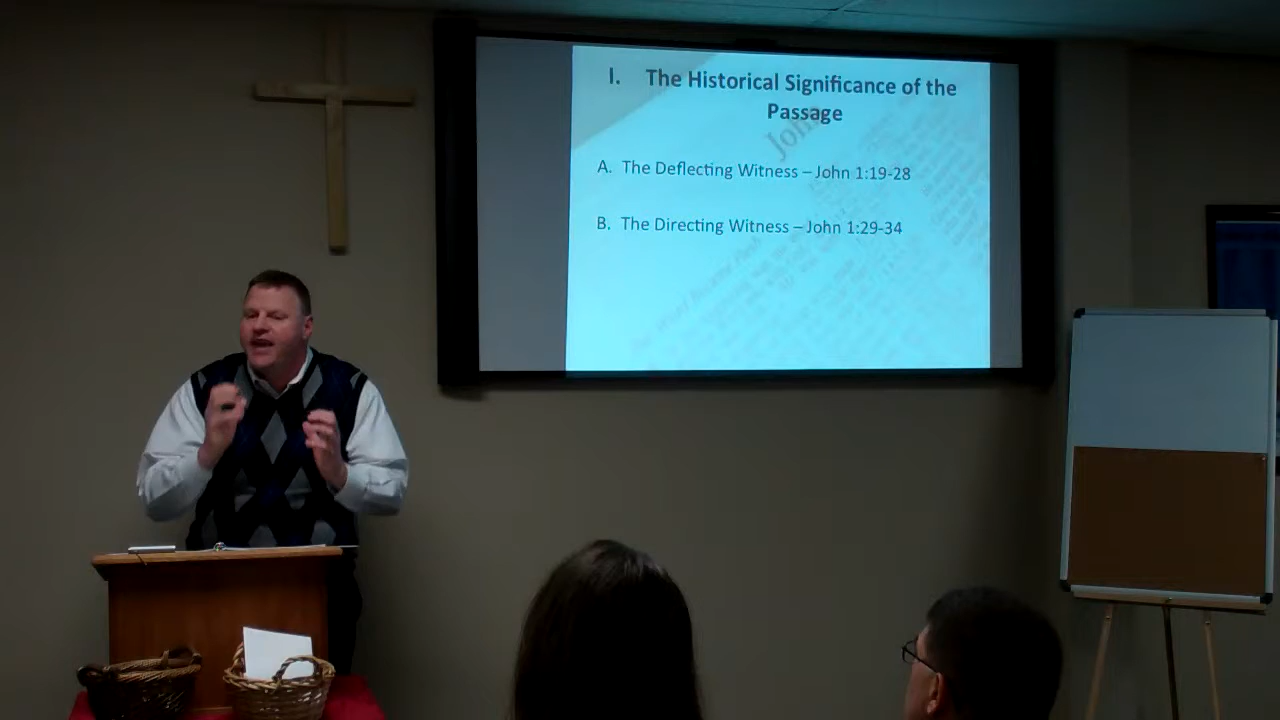 I. The Historical Significance of the
Passage
John
A. The Deflecting Witness – John 1:19-28
B. The Directing Witness – John 1:29-34